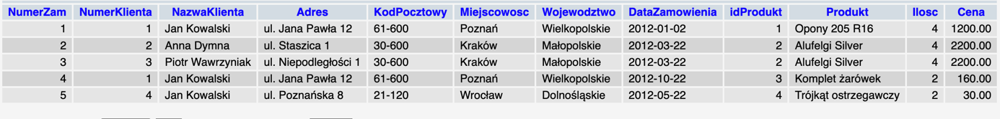 NumerZam NumerKlienta NazwaKlienta Adres KodPocztowy Miejscowosc Wojewodztwo DataZamowienia idProdukt Produkt Ilosc Cena
1 1 Jan Kowalski ul. Jana Pawła 12 61-600 Poznań Wielkopolskie 2012-01-02 1 Opony 205 R16 4 1200.00
2 2 Anna Dymna ul. Staszica 1 30-600 Kraków Małopolskie 2012-03-22 2 Alufelgi Silver 4 2200.00
3 3 Piotr Wawrzyniak ul. Niepodległości 1 30-600 Kraków Małopolskie 2012-03-22 2 Alufelgi Silver 4 2200.00
4 1 Jan Kowalski ul. Jana Pawła 12 61-600 Poznań Wielkopolskie 2012-10-22 3 Komplet żarówek 2 160.00
5 4 Jan Kowalski ul. Poznańska 8 21-120 Wrocław Dolnośląskie 2012-05-22 4 Trójkąt ostrzegawczy 2 30.00